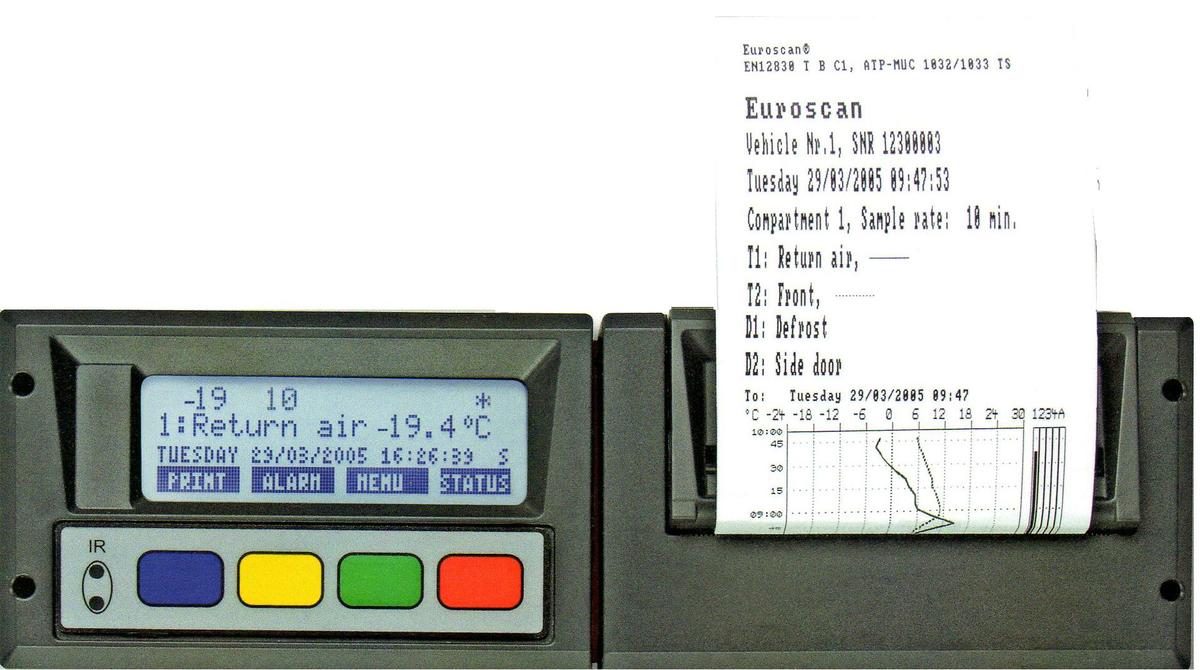 Euroscan®
EN12830 T B C1, ATP-MUC 1032/1033 TS
Euroscan
Vehicle Nr.1, SNR 12300003
Tuesday 29/03/2005 09:47:53
Compartment 1, Sample rate: 10 min.
T1: Return air,
T2: Front,
D1: Defrost
D2: Side door
To: Tuesday 29/03/2005 09:47
°C -24 -18 -12 -6 0 6 12 18 24 30 1234A
10:00
45
30
15
09:00
-19 10 *
1:Return air -19.4°C
TUESDAY 29/03/2005 16:26:39 S
PRINT ALARM MENU STATUS
IR